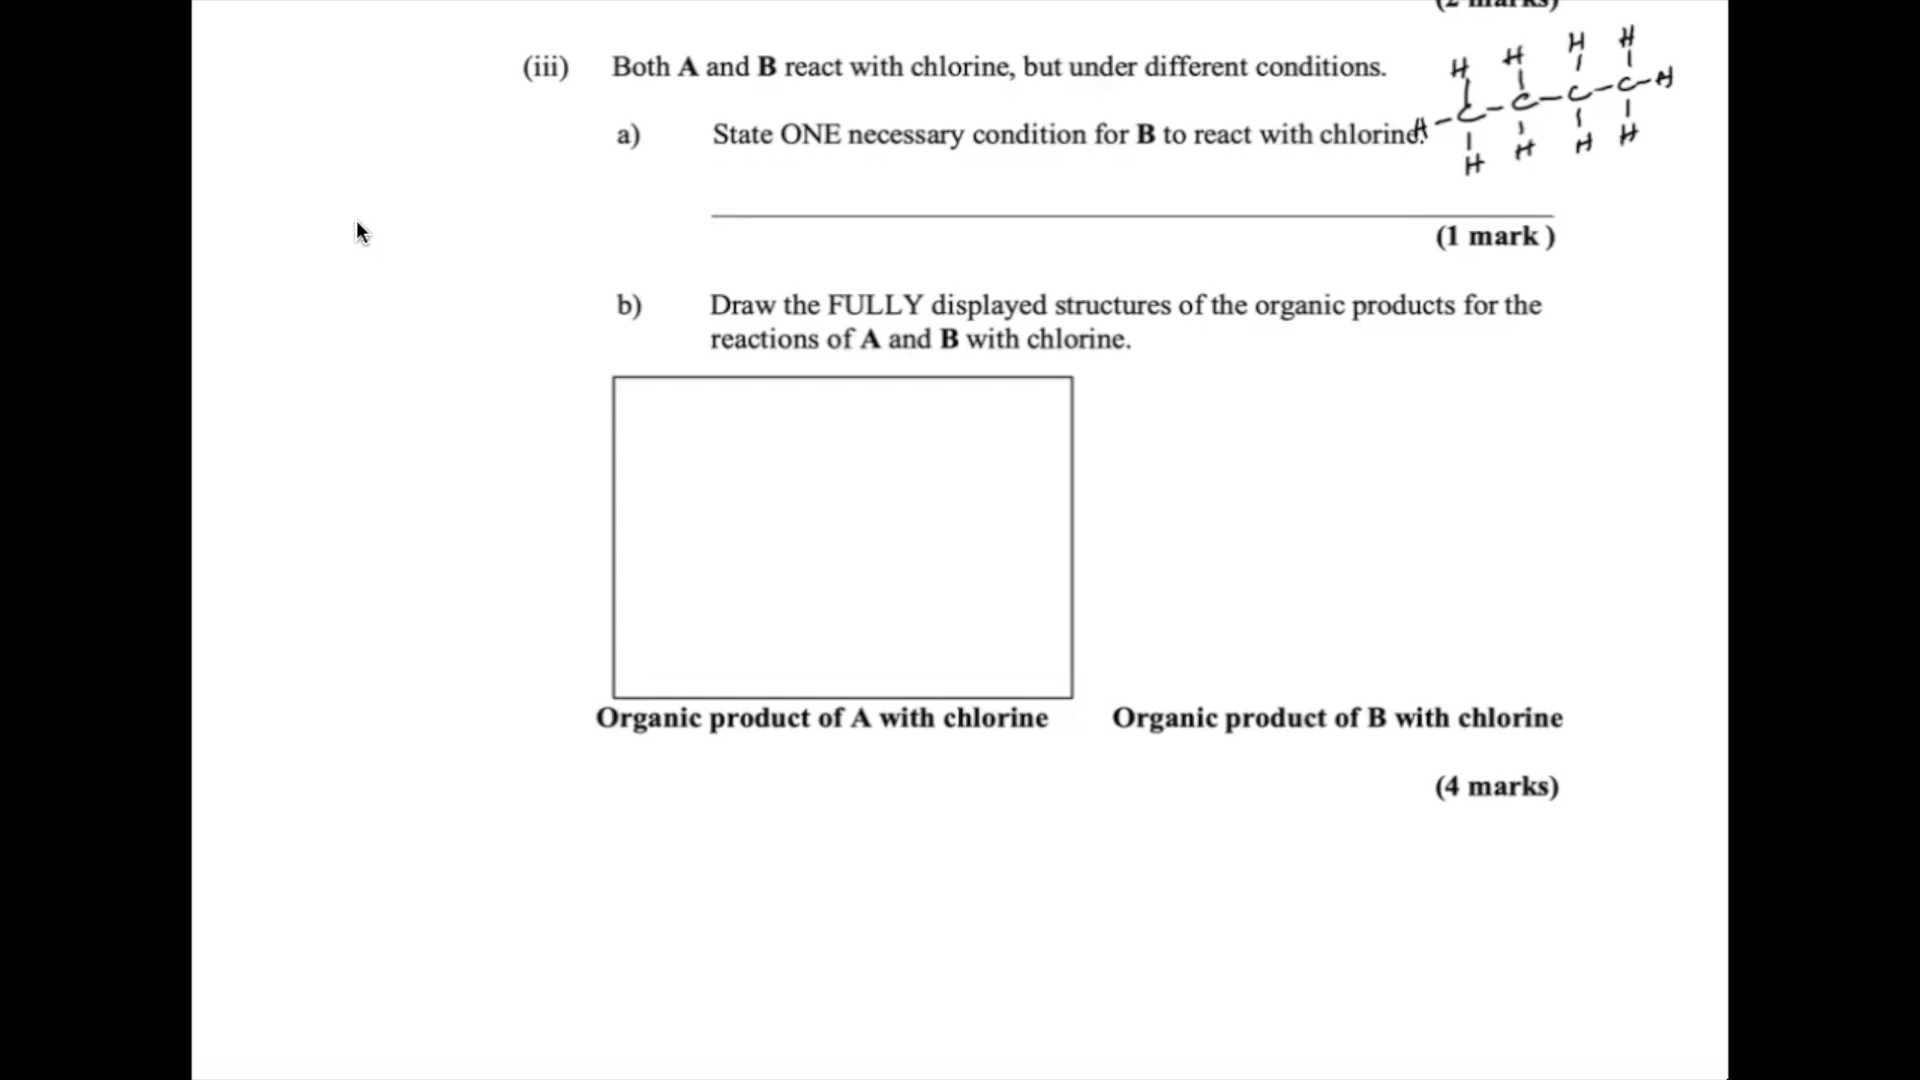 (2 marks)
(iii) Both A and B react with chlorine, but under different conditions.
a) State ONE necessary condition for B to react with chlorine.
H H H H
H - C - C - C - C - H
H H H H
(1 mark )
b) Draw the FULLY displayed structures of the organic products for the
reactions of A and B with chlorine.
Organic product of A with chlorine Organic product of B with chlorine
(4 marks)